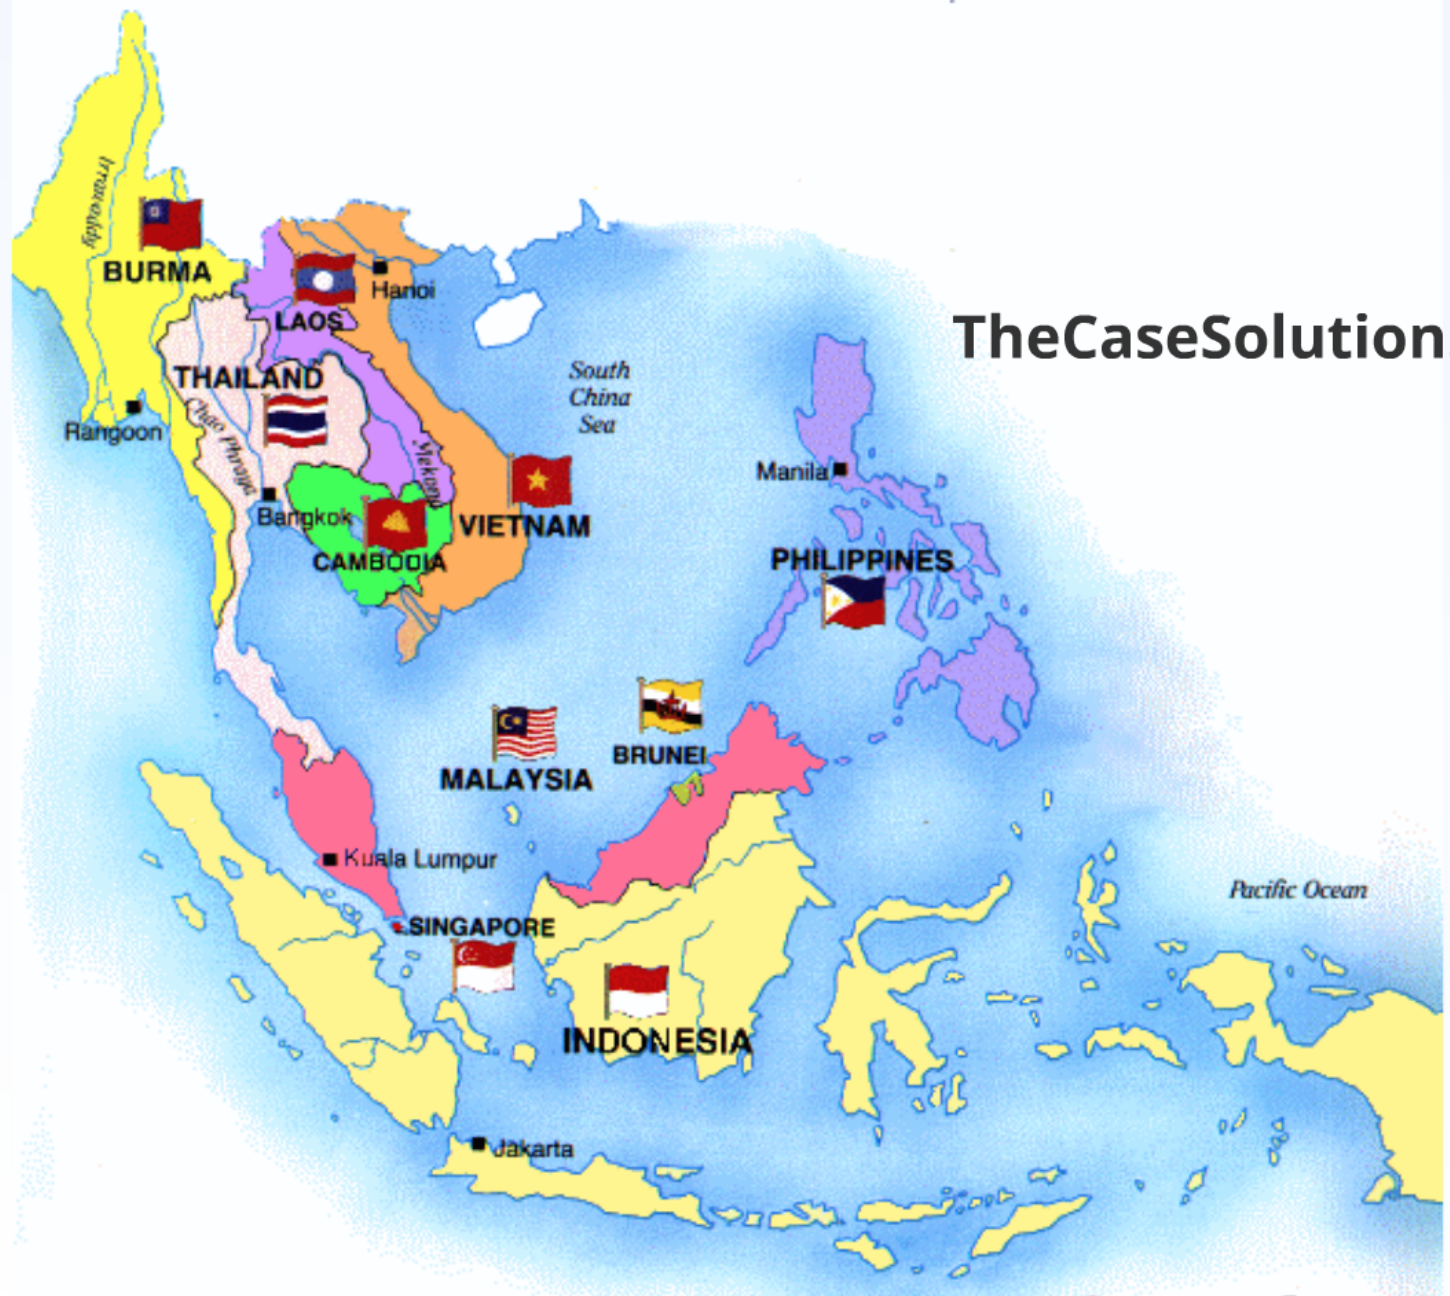 Irrawaddy
BURMA
Hanoi
LAOS
TheCaseSolution
South
China
Sea
THAILAND
Chao Phraya
Rangoon
Mekong
Manila
Bangkok
VIETNAM
CAMBODIA
PHILIPPINES
BRUNEI
MALAYSIA
Kuala Lumpur
Pacific Ocean
SINGAPORE
INDONESIA
Jakarta